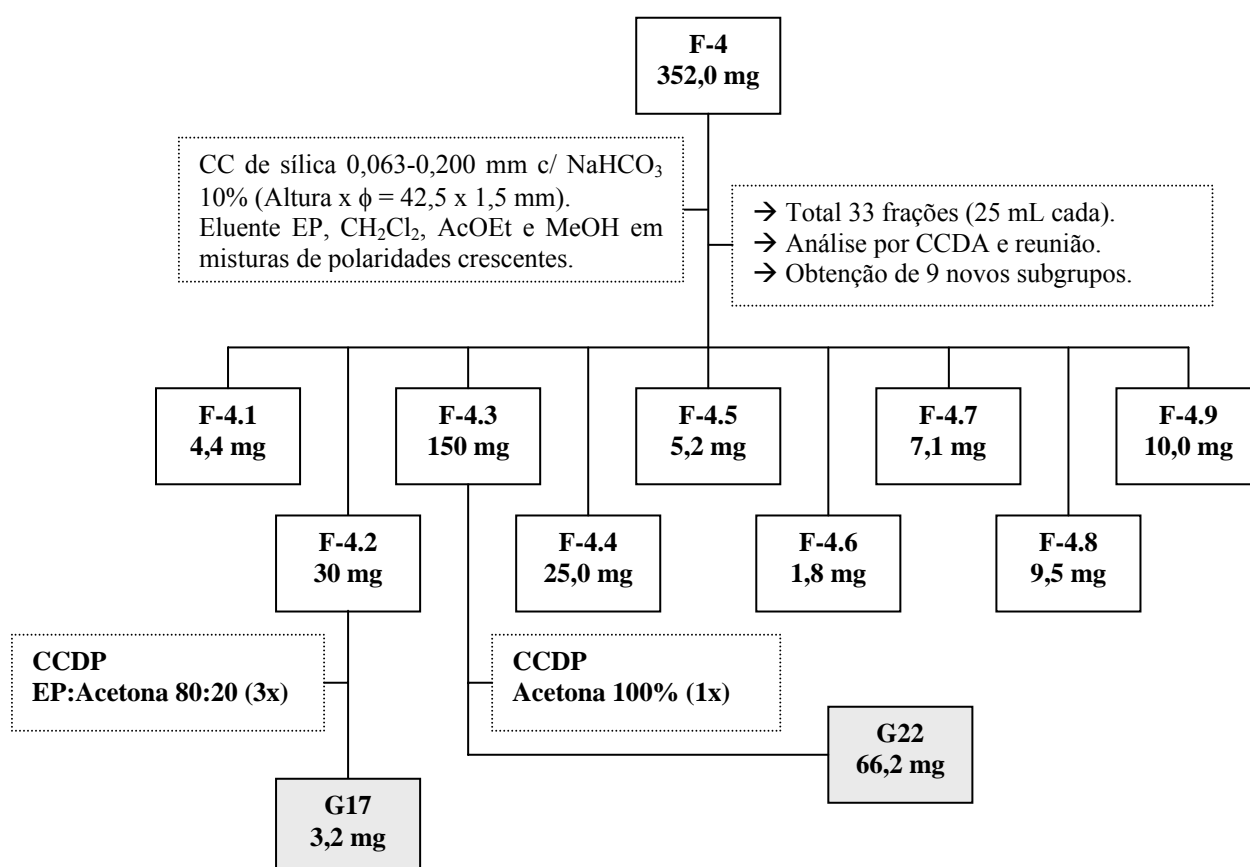 F-4
352,0 mg
CC de sílica 0,063-0,200 mm c/ NaHCO₃
10% (Altura x ϕ = 42,5 x 1,5 mm).
Eluente EP, CH₂Cl₂, AcOEt e MeOH em
misturas de polaridades crescentes.
→ Total 33 frações (25 mL cada).
→ Análise por CCDA e reunião.
→ Obtenção de 9 novos subgrupos.
F-4.1
4,4 mg
F-4.3
150 mg
F-4.5
5,2 mg
F-4.7
7,1 mg
F-4.9
10,0 mg
F-4.2
30 mg
F-4.4
25,0 mg
F-4.6
1,8 mg
F-4.8
9,5 mg
CCDP
EP:Acetona 80:20 (3x)
CCDP
Acetona 100% (1x)
G22
66,2 mg
G17
3,2 mg